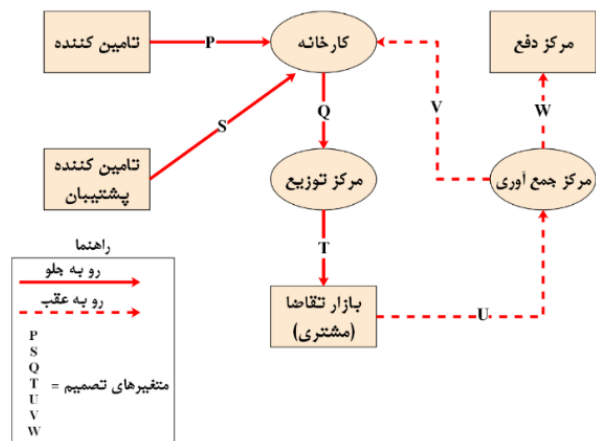 تامین کننده
P
کارخانه
مرکز دفع
S
Q
V
W
تامین کننده
پشتیبان
مرکز توزیع
مرکز جمع آوری
T
بازار تقاضا
(مشتری)
U
راهنما
رو به جلو
رو به عقب
P
S
Q
T
U
V
W
متغیرهای تصمیم =